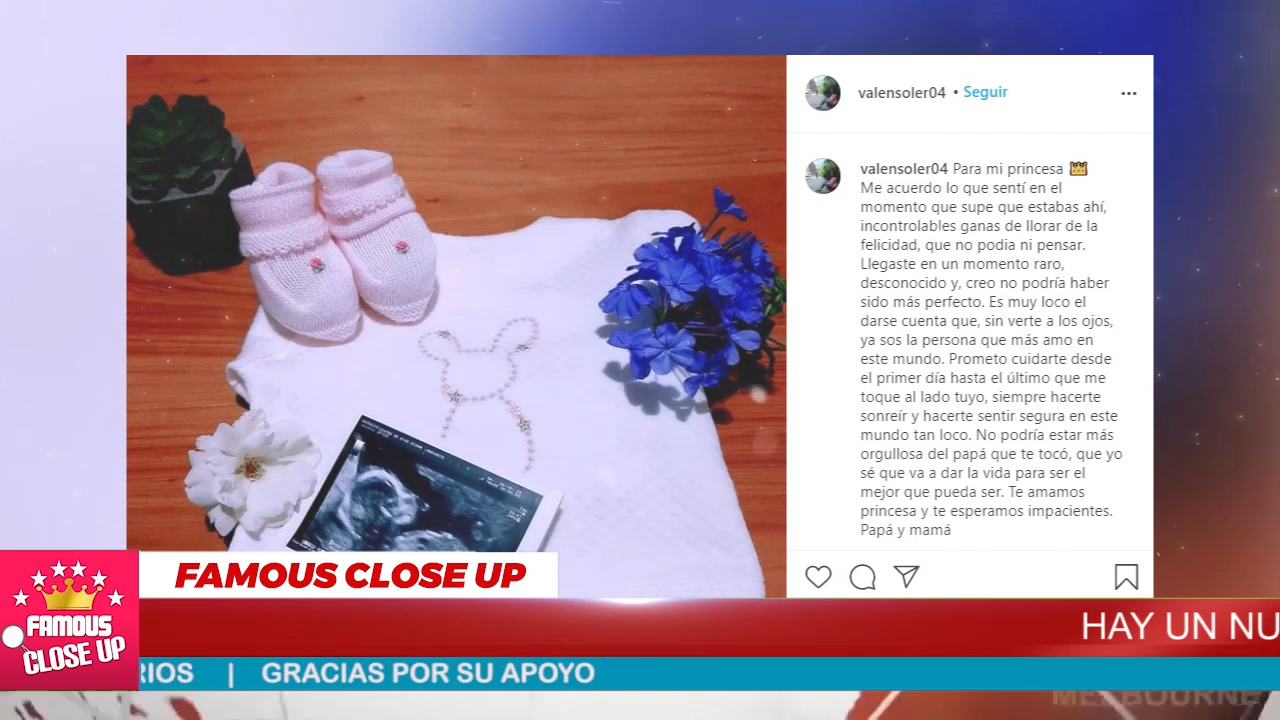 valensoler04 • Seguir
valensoler04 Para mi princesa
Me acuerdo lo que sentí en el
momento que supe que estabas ahí,
incontrolables ganas de llorar de la
felicidad, que no podia ni pensar.
Llegaste en un momento raro,
desconocido y, creo no podría haber
sido más perfecto. Es muy loco el
darse cuenta que, sin verte a los ojos,
ya sos la persona que más amo en
este mundo. Prometo cuidarte desde
el primer día hasta el último que me
toque al lado tuyo, siempre hacerte
sonreír y hacerte sentir segura en este
mundo tan loco. No podría estar más
orgullosa del papá que te tocó, que yo
sé que va a dar la vida para ser el
mejor que pueda ser. Te amamos
princesa y te esperamos impacientes.
Papá y mamá
FAMOUS CLOSE UP
FAMOUS
CLOSE UP
HAY UN NU
RIOS | GRACIAS POR SU APOYO
MELBOURNE